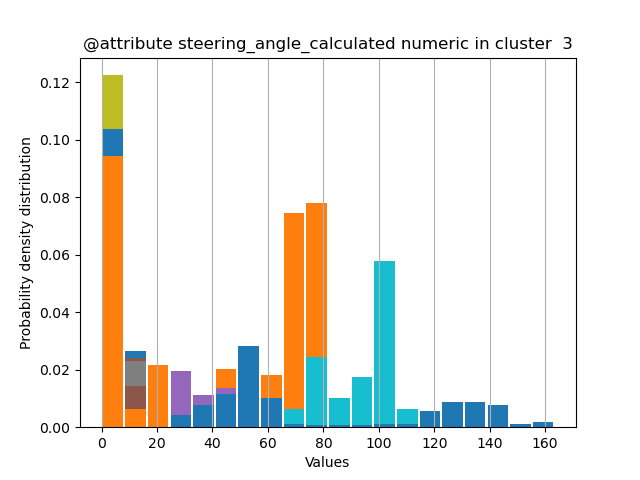 @attribute steering_angle_calculated numeric in cluster  3
Probability density distribution
0.12
0.10
0.08
0.06
0.04
0.02
0.00
0 20 40 60 80 100 120 140 160
Values